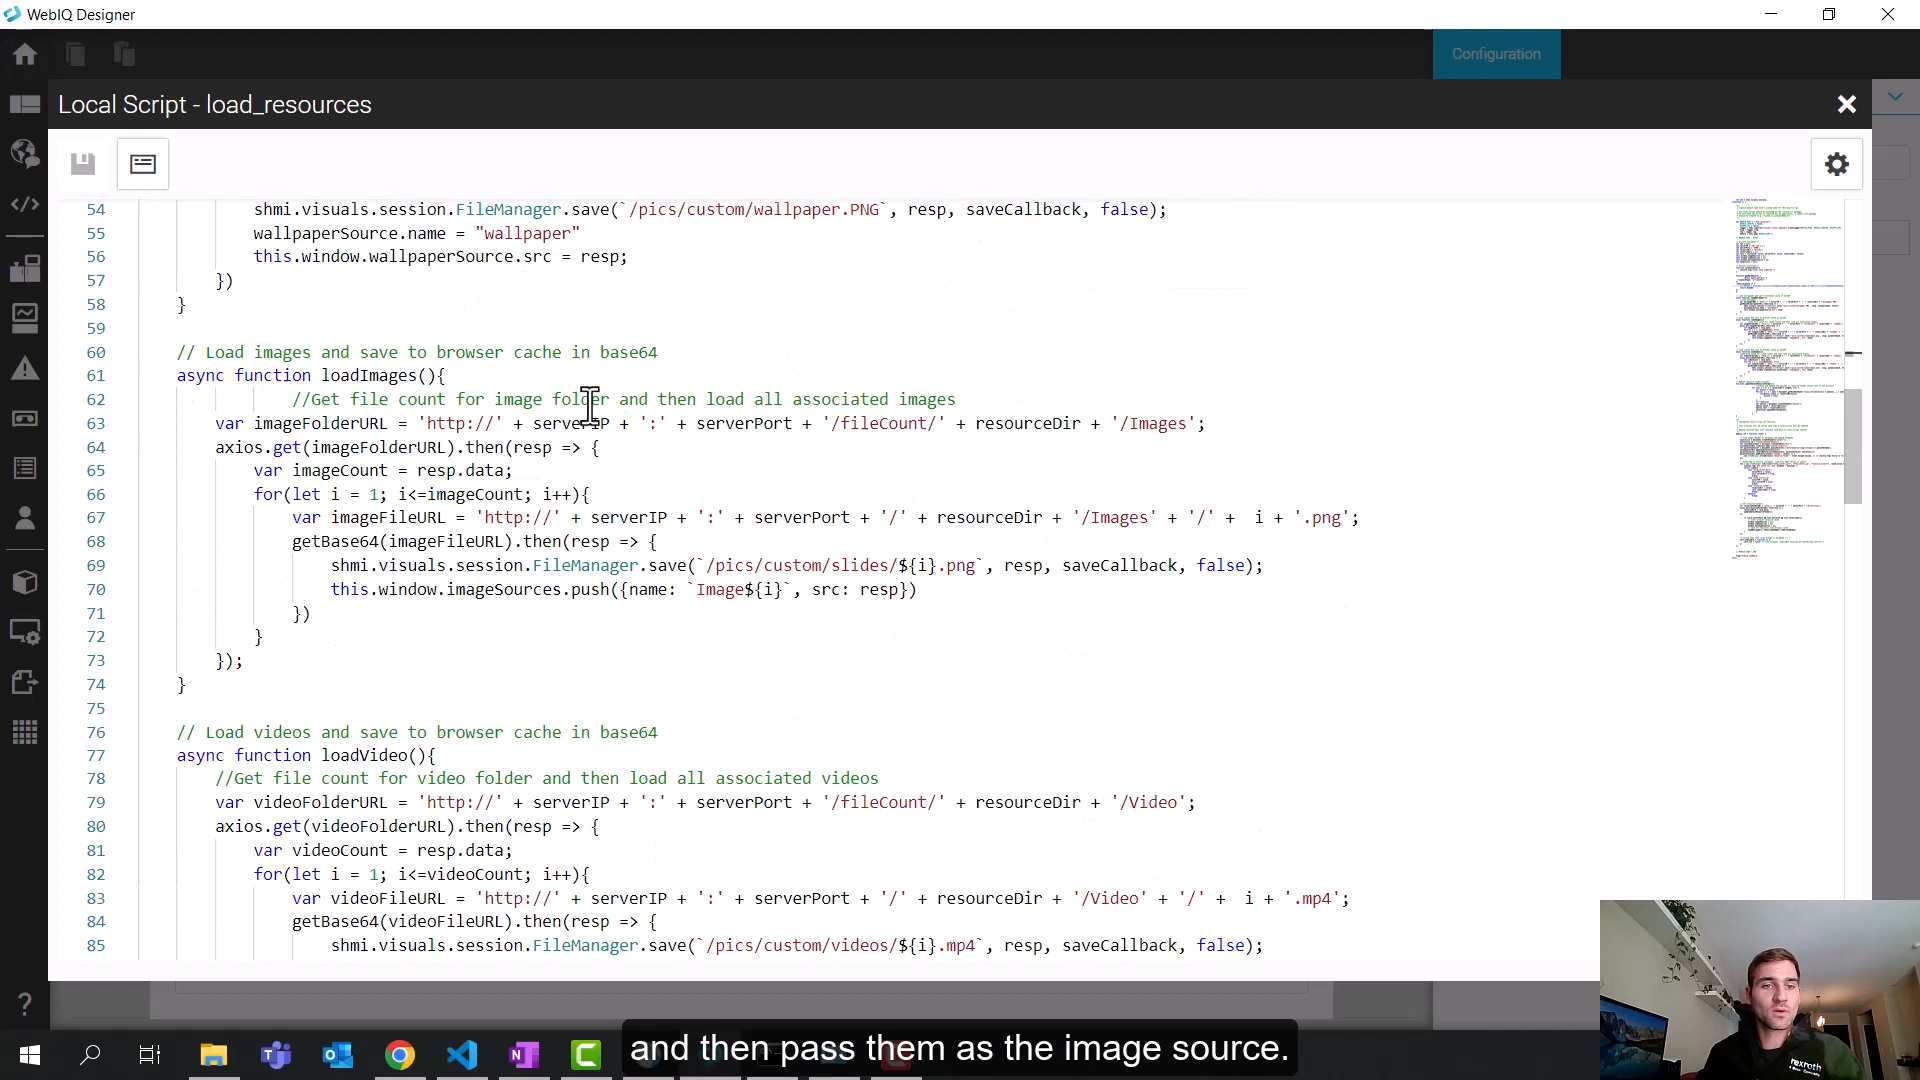 WebIQ Designer
Configuration
Local Script - load_resources
54 shmi.visuals.session.FileManager.save(`/pics/custom/wallpaper.PNG`, resp, saveCallback, false);
55 wallpaperSource.name = "wallpaper"
56 this.window.wallpaperSource.src = resp;
57 })
58 }
59
60 // Load images and save to browser cache in base64
61 async function loadImages(){
62 //Get file count for image folder and then load all associated images
63 var imageFolderURL = 'http://' + serverIP + ':' + serverPort + '/fileCount/' + resourceDir + '/Images';
64 axios.get(imageFolderURL).then(resp => {
65 var imageCount = resp.data;
66 for(let i = 1; i<=imageCount; i++){
67 var imageFileURL = 'http://' + serverIP + ':' + serverPort + '/' + resourceDir + '/Images' + '/' +  i + '.png';
68 getBase64(imageFileURL).then(resp => {
69 shmi.visuals.session.FileManager.save(`/pics/custom/slides/${i}.png`, resp, saveCallback, false);
70 this.window.imageSources.push({name: `Image${i}`, src: resp})
71 })
72 }
73 });
74 }
75
76 // Load videos and save to browser cache in base64
77 async function loadVideo(){
78 //Get file count for video folder and then load all associated videos
79 var videoFolderURL = 'http://' + serverIP + ':' + serverPort + '/fileCount/' + resourceDir + '/Video';
80 axios.get(videoFolderURL).then(resp => {
81 var videoCount = resp.data;
82 for(let i = 1; i<=videoCount; i++){
83 var videoFileURL = 'http://' + serverIP + ':' + serverPort + '/' + resourceDir + '/Video' + '/' +  i + '.mp4';
84 getBase64(videoFileURL).then(resp => {
85 shmi.visuals.session.FileManager.save(`/pics/custom/videos/${i}.mp4`, resp, saveCallback, false);
rexroth
and then pass them as the image source.